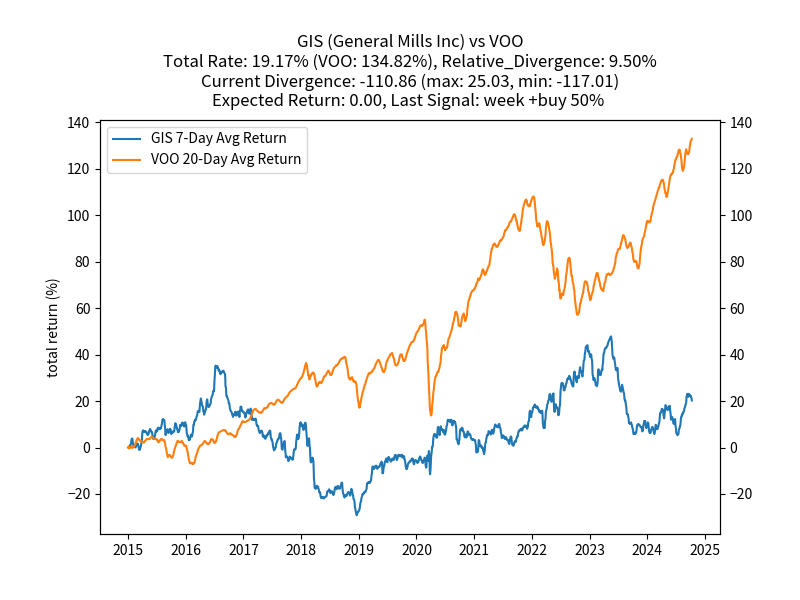 GIS (General Mills Inc) vs VOO
Total Rate: 19.17% (VOO: 134.82%), Relative_Divergence: 9.50%
Current Divergence: -110.86 (max: 25.03, min: -117.01)
Expected Return: 0.00, Last Signal: week +buy 50%
GIS 7-Day Avg Return
VOO 20-Day Avg Return
total return (%)
140 140
120 120
100 100
80 80
60 60
40 40
20 20
0 0
−20 −20
2015 2016 2017 2018 2019 2020 2021 2022 2023 2024 2025